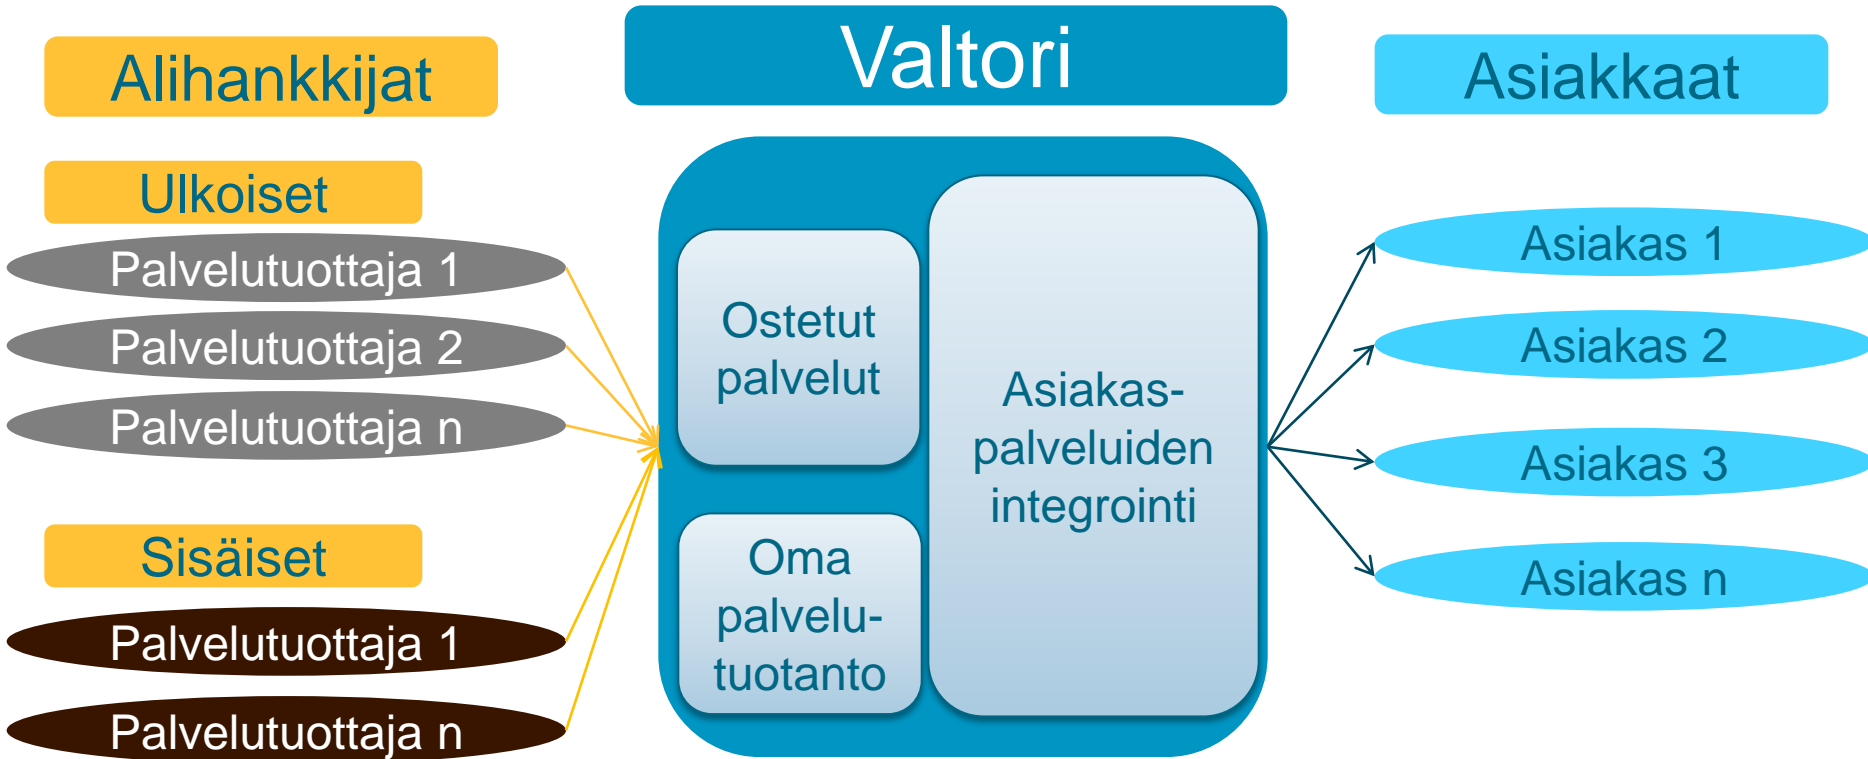 Alihankkijat
Ulkoiset
Palvelutuottaja 1
Palvelutuottaja 2
Palvelutuottaja n
Sisäiset
Palvelutuottaja 1
Palvelutuottaja n
Valtori
Ostetut
palvelut
Oma
palvelu-
tuotanto
Asiakas-
palveluiden
integrointi
Asiakkaat
Asiakas 1
Asiakas 2
Asiakas 3
Asiakas n